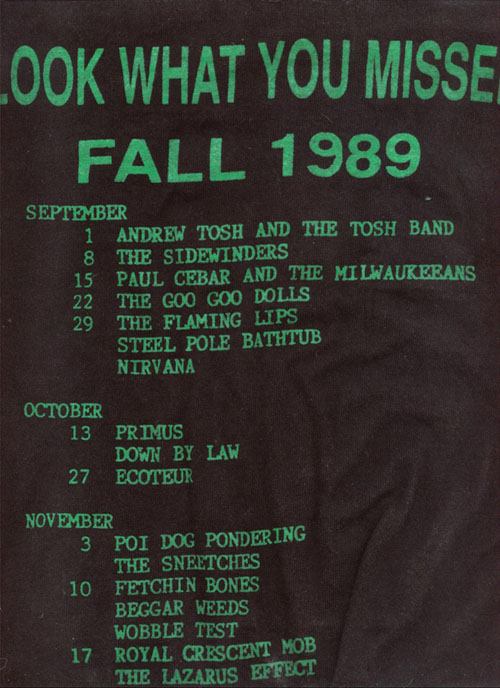 LOOK WHAT YOU MISSE
FALL 1989
SEPTEMBER
1 ANDREW TOSH AND THE TOSH BAND
8 THE SIDEWINDERS
15 PAUL CEBAR AND THE MILWAUKEEANS
22 THE GOO GOO DOLLS
29 THE FLAMING LIPS
STEEL POLE BATHTUB
NIRVANA
OCTOBER
13 PRIMUS
DOWN BY LAW
27 ECOTEUR
NOVEMBER
3 POI DOG PONDERING
THE SNEETCHES
10 FETCHIN BONES
BEGGAR WEEDS
WOBBLE TEST
17 ROYAL CRESCENT MOB
THE LAZARUS EFFECT